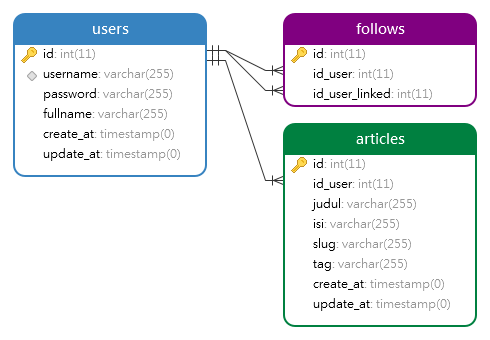 users
id: int(11)
username: varchar(255)
password: varchar(255)
fullname: varchar(255)
create_at: timestamp(0)
update_at: timestamp(0)
follows
id: int(11)
id_user: int(11)
id_user_linked: int(11)
articles
id: int(11)
id_user: int(11)
judul: varchar(255)
isi: varchar(255)
slug: varchar(255)
tag: varchar(255)
create_at: timestamp(0)
update_at: timestamp(0)